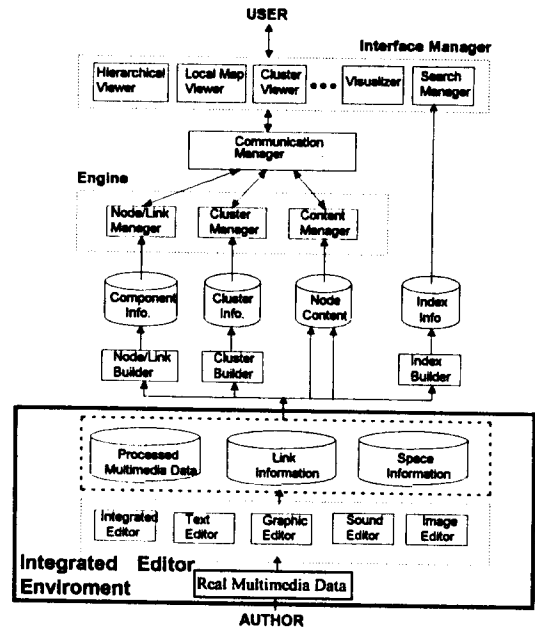 USER
Interface Manager
Hierarchical
Viewer
Local Map
Viewer
Cluster
Viewer
Visualizer
Search
Manager
Communication
Manager
Engine
Node/Link
Manager
Cluster
Manager
Content
Manager
Component
Info.
Cluster
Info.
Node
Content
Index
Info
Node/Link
Builder
Cluster
Builder
Index
Builder
Processed
Multimedia Data
Link
Information
Space
Information
Integrated
Editor
Text
Editor
Graphic
Editor
Sound
Editor
Image
Editor
Integrated Editor
Enviroment
Real Multimedia Data
AUTHOR